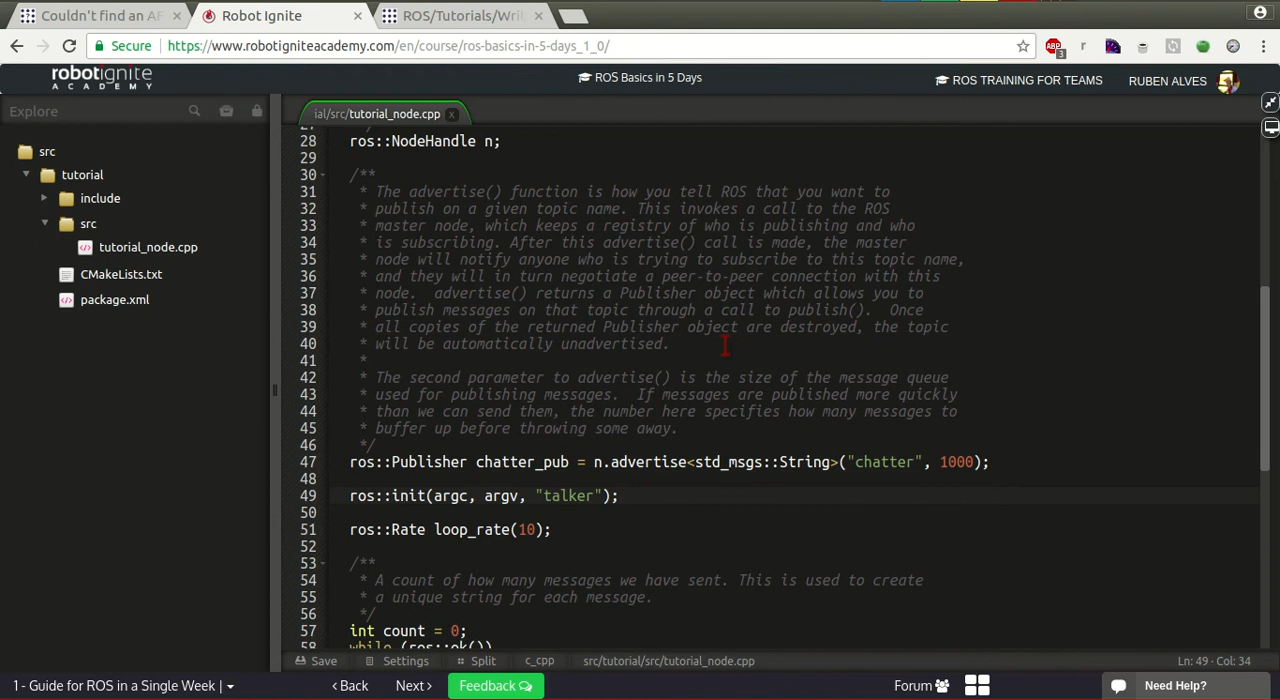 Couldn't find an AF
Robot Ignite
ROS/Tutorials/Wri
Secure
https://www.robotigniteacademy.com/en/course/ros-basics-in-5-days_1_0/
ABP
3
r
robotignite
ACADEMY
ROS Basics in 5 Days
ROS TRAINING FOR TEAMS
RUBEN ALVES
Explore
ial/src/tutorial_node.cpp x
src
tutorial
include
src
tutorial_node.cpp
CMakeLists.txt
package.xml
27
28 ros::NodeHandle n;
29
30 /**
31 * The advertise() function is how you tell ROS that you want to
32 * publish on a given topic name. This invokes a call to the ROS
33 * master node, which keeps a registry of who is publishing and who
34 * is subscribing. After this advertise() call is made, the master
35 * node will notify anyone who is trying to subscribe to this topic name,
36 * and they will in turn negotiate a peer-to-peer connection with this
37 * node.  advertise() returns a Publisher object which allows you to
38 * publish messages on that topic through a call to publish().  Once
39 * all copies of the returned Publisher object are destroyed, the topic
40 * will be automatically unadvertised.
41 *
42 * The second parameter to advertise() is the size of the message queue
43 * used for publishing messages.  If messages are published more quickly
44 * than we can send them, the number here specifies how many messages to
45 * buffer up before throwing some away.
46 */
47 ros::Publisher chatter_pub = n.advertise<std_msgs::String>("chatter", 1000);
48
49 ros::init(argc, argv, "talker");
50
51 ros::Rate loop_rate(10);
52
53 /**
54 * A count of how many messages we have sent. This is used to create
55 * a unique string for each message.
56 */
57 int count = 0;
58 while (ros::ok())
Save Settings Split c_cpp src/tutorial/src/tutorial_node.cpp Ln: 49 - Col: 34
1 - Guide for ROS in a Single Week |
< Back
Next >
Feedback
Forum
Need Help?